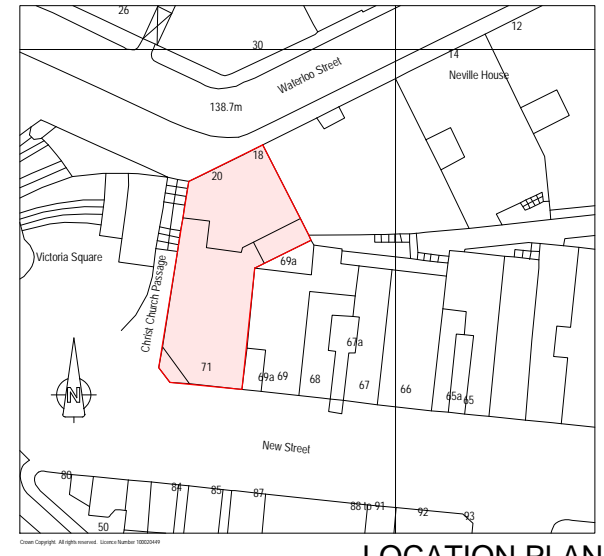 26
30
12
14
Neville House
Waterloo Street
138.7m
18
20
Victoria Square
Christ Church Passage
69a
67a
71
69a 69
68
67
66
65a 65
N
New Street
80
84
85
87
88 to 91
92
93
50
Crown Copyright. All rights reserved. Licence Number 100020449
LOCATION PLAN